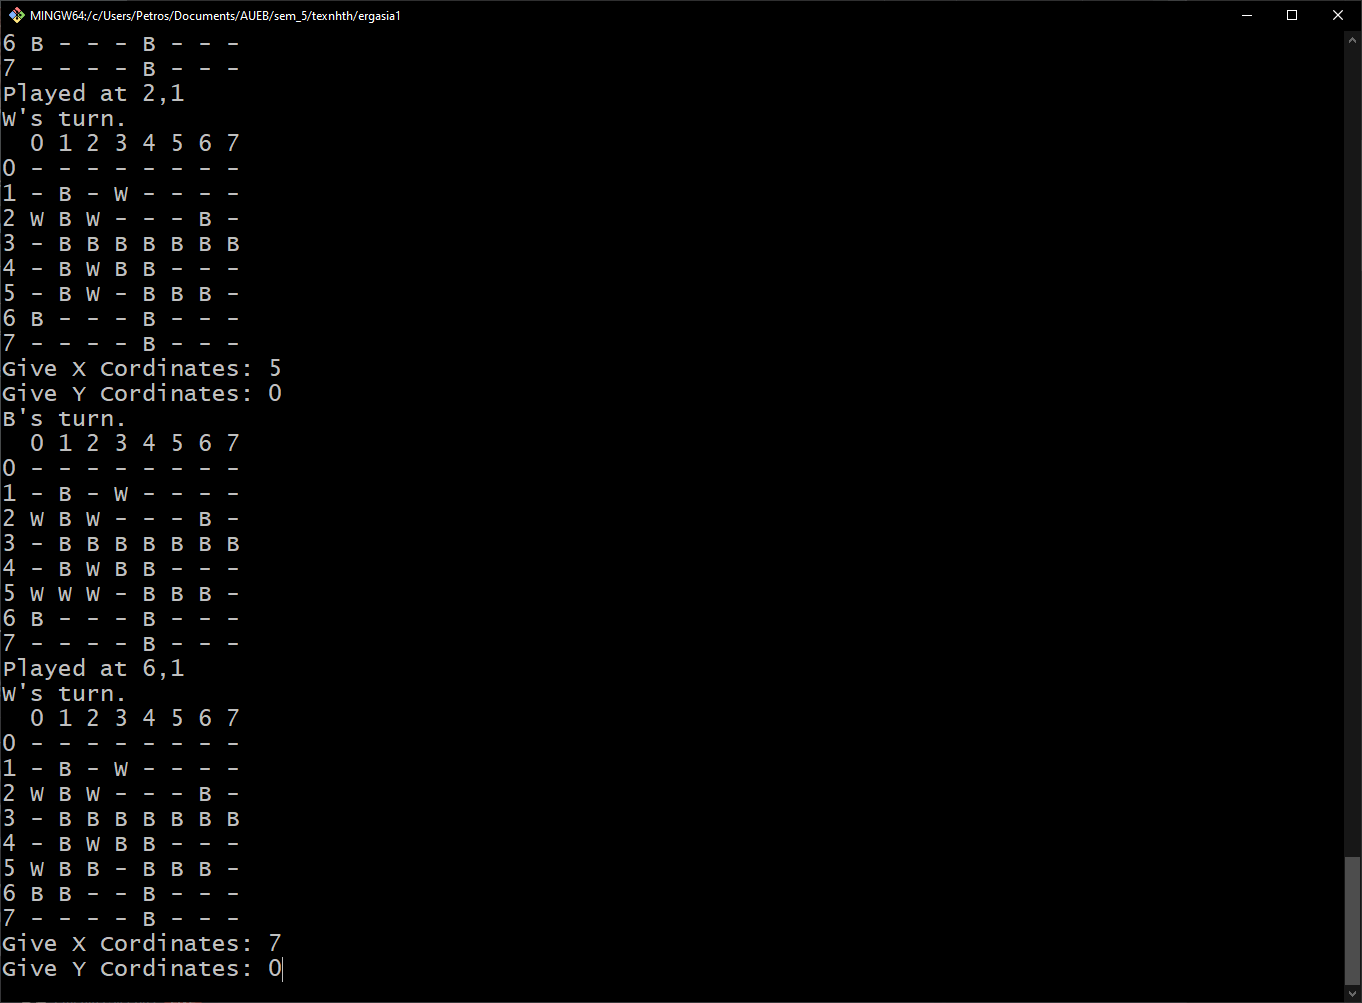 MINGW64:/c/Users/Petros/Documents/AUEB/sem_5/texnhth/ergasia1
6 B - - - B - - -
7 - - - - B - - -
Played at 2,1
W's turn.
  0 1 2 3 4 5 6 7
0 - - - - - - - -
1 - B - W - - - -
2 W B W - - - B -
3 - B B B B B B B
4 - B W B B - - -
5 - B W - B B B -
6 B - - - B - - -
7 - - - - B - - -
Give X Cordinates: 5
Give Y Cordinates: 0
B's turn.
  0 1 2 3 4 5 6 7
0 - - - - - - - -
1 - B - W - - - -
2 W B W - - - B -
3 - B B B B B B B
4 - B W B B - - -
5 W W W - B B B -
6 B - - - B - - -
7 - - - - B - - -
Played at 6,1
W's turn.
  0 1 2 3 4 5 6 7
0 - - - - - - - -
1 - B - W - - - -
2 W B W - - - B -
3 - B B B B B B B
4 - B W B B - - -
5 W B B - B B B -
6 B B - - B - - -
7 - - - - B - - -
Give X Cordinates: 7
Give Y Cordinates: 0